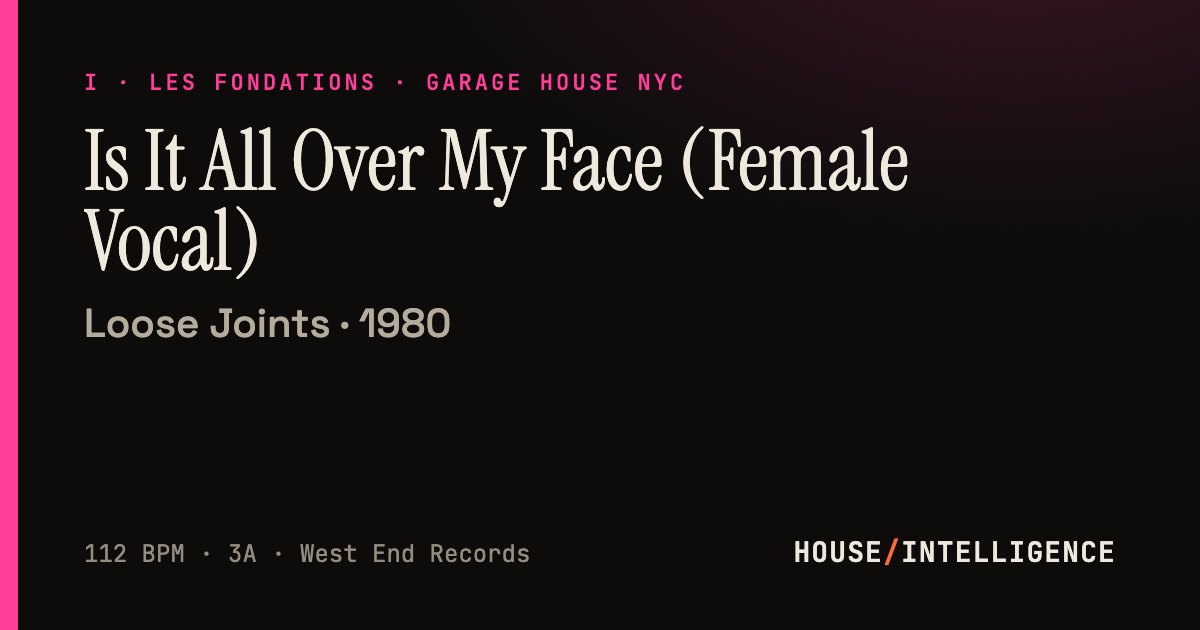 I · LES FONDATIONS · GARAGE HOUSE NYC
Is It All Over My Face (Female
Vocal)
Loose Joints · 1980
112 BPM · 3A · West End Records
HOUSE/INTELLIGENCE